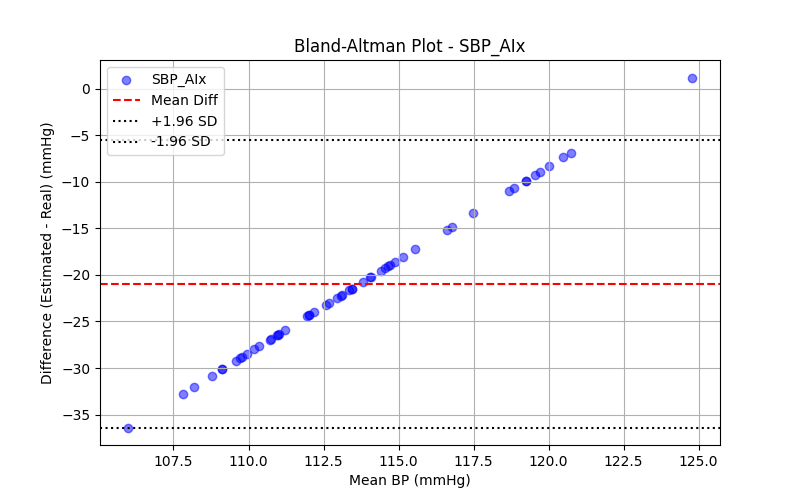 Bland-Altman Plot - SBP_AIx
SBP_AIx
Mean Diff
+1.96 SD
-1.96 SD
Difference (Estimated - Real) (mmHg)
0
−5
−10
−15
−20
−25
−30
−35
107.5 110.0 112.5 115.0 117.5 120.0 122.5 125.0
Mean BP (mmHg)